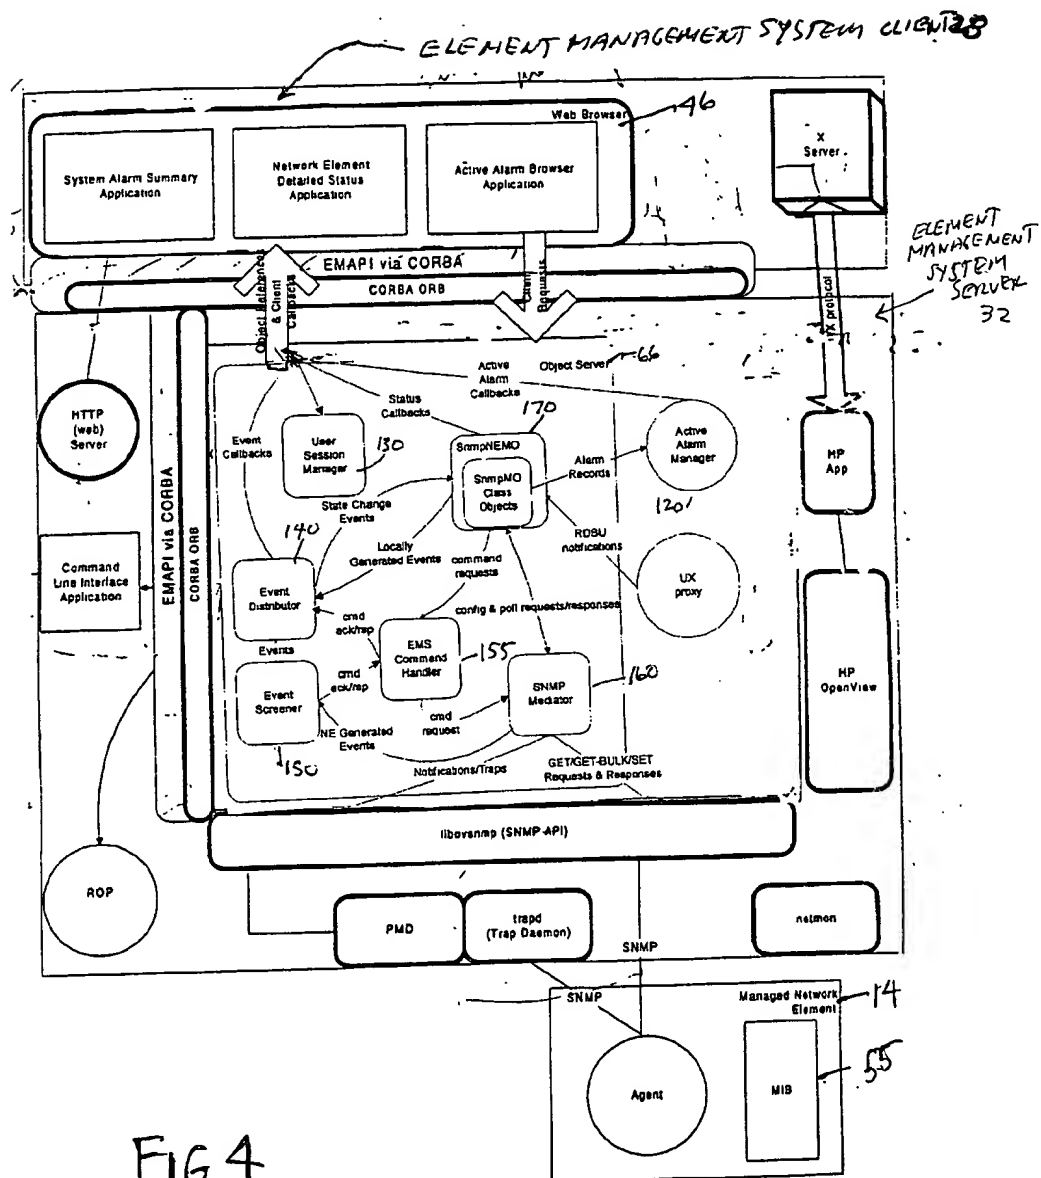 ELEMENT MANAGEMENT SYSTEM CLIENT 28
Web Browser
46
System Alarm Summary
Application
Network Element
Detailed Status
Application
Active Alarm Browser
Application
X
Server
ELEMENT
MANAGEMENT
SYSTEM
SERVER
32
EMAPI via CORBA
CORBA ORB
Object References
& Client
Callbacks
Client
Requests
X protocol
HTTP
(web)
Server
Command
Line Interface
Application
ROP
EMAPI via CORBA
CORBA ORB
Object Server
66
Active
Alarm
Callbacks
Status
Callbacks
Event
Callbacks
User
Session
Manager
130
170
SnmpNEMO
SnmpMO
Class
Objects
Alarm
Records
Active
Alarm
Manager
120
HP
App
State Change
Events
140
Locally
Generated Events
command
requests
RDSU
notifications
UX
proxy
Event
Distributor
config & poll requests/responses
cmd
ack/rsp
Events
EMS
Command
Handler
155
cmd
ack/rsp
Event
Screener
150
cmd
request
SNMP
Mediator
160
NE Generated
Events
Notifications/Traps
GET/GET-BULK/SET
Requests & Responses
HP
OpenView
libovsnmp (SNMP-API)
PMD
trapd
(Trap Daemon)
netmon
SNMP
SNMP
Managed Network
Element
14
Agent
MIB
55
FIG 4